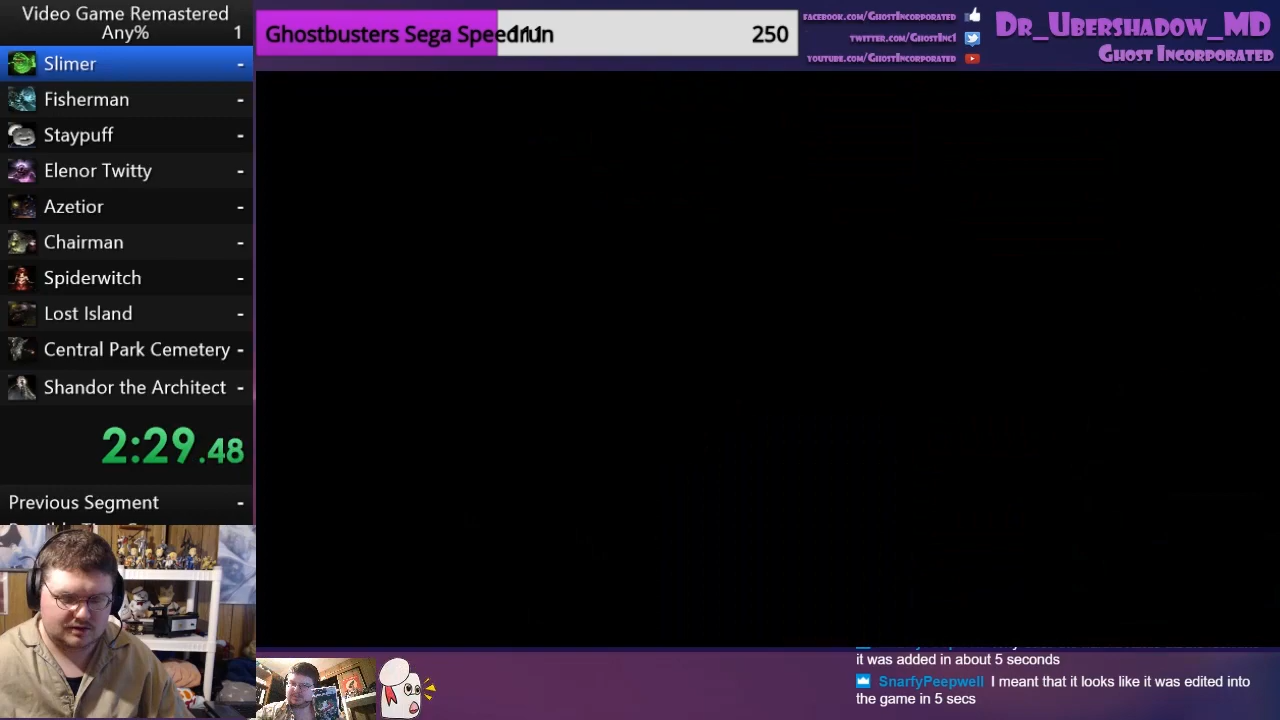 Video Game Remastered
Any% 1
Slimer -
Fisherman -
Staypuff -
Elenor Twitty -
Azetior -
Chairman -
Spiderwitch -
Lost Island -
Central Park Cemetery -
Shandor the Architect -
2:29.48
Previous Segment -
Ghostbusters Sega Speedrun
250
facebook.com/GhostIncorporated
twitter.com/GhostInc1
youtube.com/GhostIncorporated
Dr_Ubershadow_MD
Ghost Incorporated
it was added in about 5 seconds
SnarfyPeepwell I meant that it looks like it was edited into
the game in 5 secs